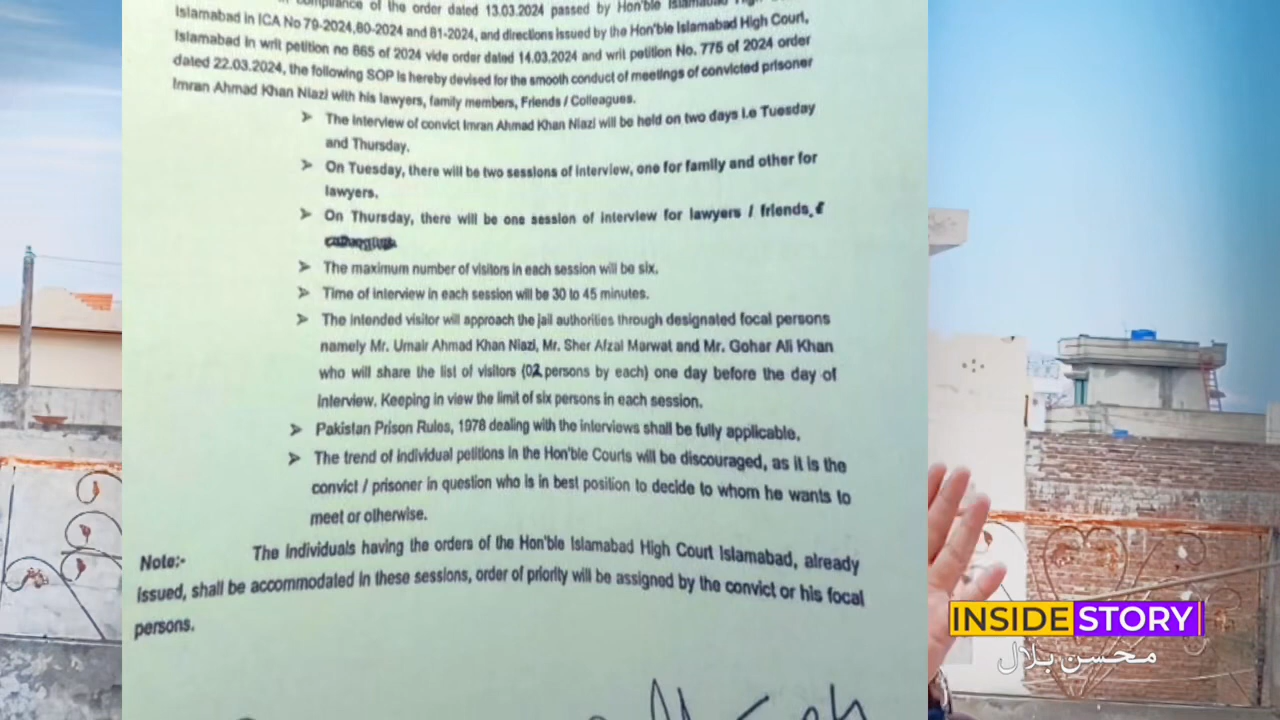 compliance of the order dated 13.03.2024 passed by Hon'ble Islamabad High
Islamabad in ICA No 79-2024,80-2024 and 81-2024, and directions issued by the Hon'ble Islamabad High Court,
Islamabad in writ petition no 665 of 2024 vide order dated 14.03.2024 and writ petition No. 775 of 2024 order
dated 22.03.2024, the following SOP is hereby devised for the smooth conduct of meetings of convicted prisoner
Imran Ahmad Khan Niazi with his lawyers, family members, Friends / Colleagues.
➢ The interview of convict Imran Ahmad Khan Niazi will be held on two days i.e Tuesday
and Thursday.
➢ On Tuesday, there will be two sessions of interview, one for family and other for
lawyers.
➢ On Thursday, there will be one session of interview for lawyers / friends,
➢ The maximum number of visitors in each session will be six.
➢ Time of interview in each session will be 30 to 45 minutes.
➢ The intended visitor will approach the jail authorities through designated focal persons
namely Mr. Umair Ahmad Khan Niazi, Mr. Sher Afzal Marwat and Mr. Gohar Ali Khan
who will share the list of visitors (02 persons by each) one day before the day of
interview. Keeping in view the limit of six persons in each session.
➢ Pakistan Prison Rules, 1978 dealing with the interviews shall be fully applicable.
➢ The trend of individual petitions in the Hon'ble Courts will be discouraged, as it is the
convict / prisoner in question who is in best position to decide to whom he wants to
meet or otherwise.
Note:- The individuals having the orders of the Hon'ble Islamabad High Court Islamabad, already
issued, shall be accommodated in these sessions, order of priority will be assigned by the convict or his focal
persons.
INSIDE STORY
محسن بلال